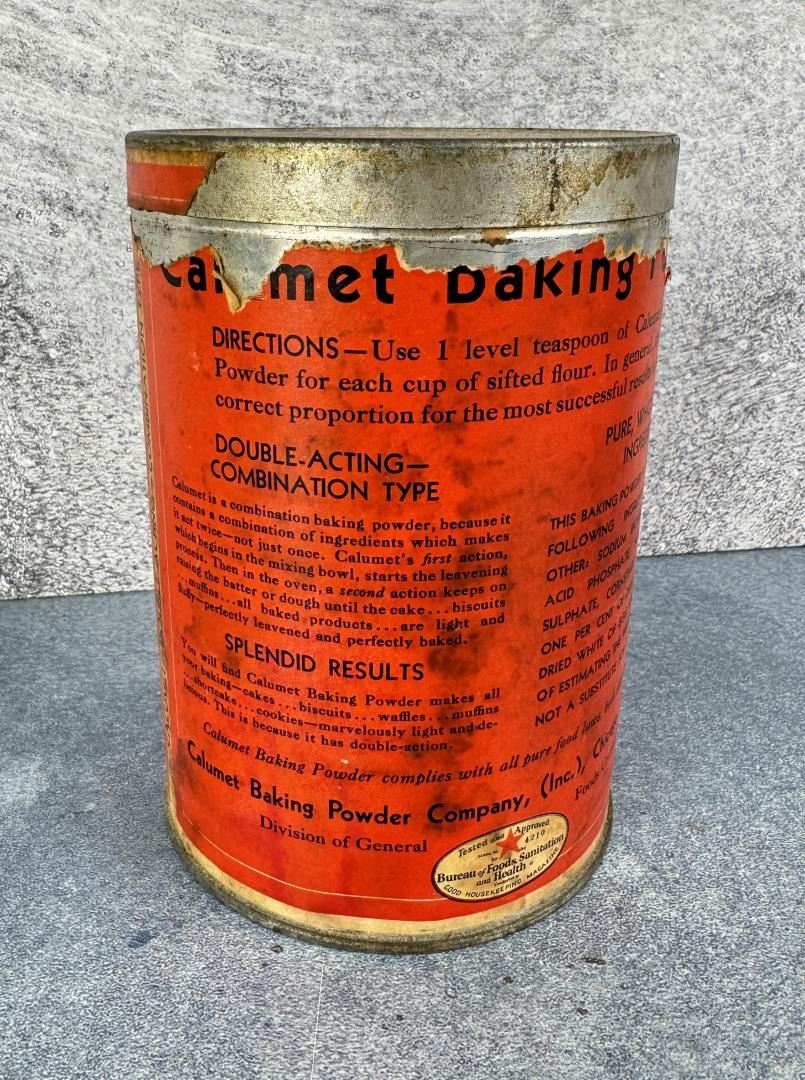 Calumet Baking
DIRECTIONS—Use 1 level teaspoon of
Powder for each cup of sifted flour. In general
correct proportion for the most successful results
DOUBLE-ACTING—
COMBINATION TYPE
Calumet is a combination baking powder, because it
contains a combination of ingredients which makes
it act twice—not just once. Calumet's first action,
which begins in the mixing bowl, starts the leavening
process. Then in the oven, a second action keeps on
raising the batter or dough until the cake...biscuits
...muffins...all baked products...are light and
fluffy—perfectly leavened and perfectly baked.
SPLENDID RESULTS
You will find Calumet Baking Powder makes all
your baking—cakes...biscuits...waffles...muffins
...shortcake...cookies—marvelously light and de-
licious. This is because it has double-action.
PURE,
THIS BAKING POWDER
FOLLOWING
OTHER: SODIUM
ACID PHOSPHATE
SULPHATE,
ONE PER CENT OF
DRIED WHITE OF
OF ESTIMATING THE
NOT A SUBSTITUTE
Calumet Baking Powder complies with all pure food laws,
Calumet Baking Powder Company, (Inc.),
Division of General
Foods
Tested and Approved
4210
Bureau of Foods, Sanitation
and Health
GOOD HOUSEKEEPING MAGAZINE